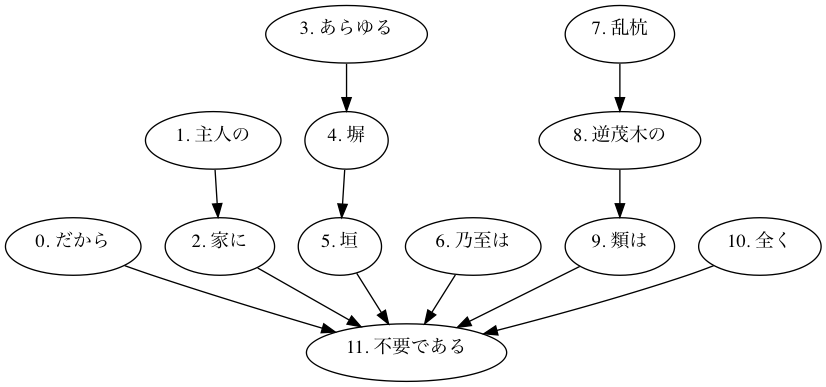 3. あらゆる
7. 乱杭
1. 主人の
4. 塀
8. 逆茂木の
0. だから
2. 家に
5. 垣
6. 乃至は
9. 類は
10. 全く
11. 不要である